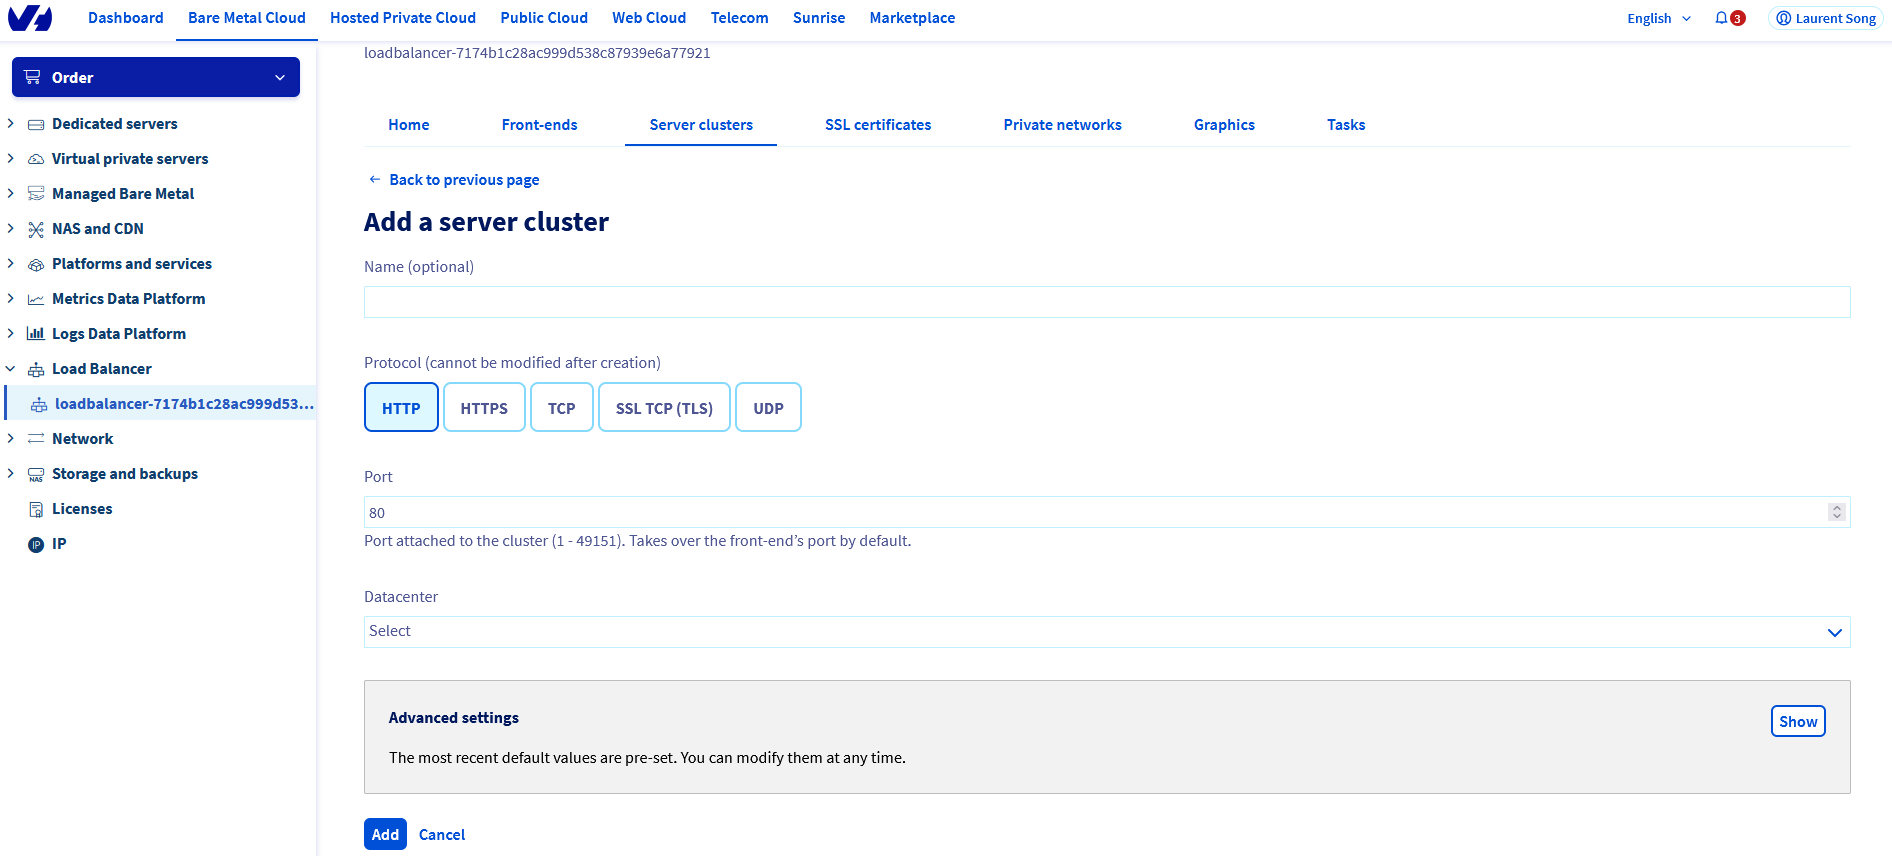 Dashboard Bare Metal Cloud Hosted Private Cloud Public Cloud Web Cloud Telecom Sunrise Marketplace English 3 Laurent Song
Order
Dedicated servers
Virtual private servers
Managed Bare Metal
NAS and CDN
Platforms and services
Metrics Data Platform
Logs Data Platform
Load Balancer
loadbalancer-7174b1c28ac999d53...
Network
NAS
Storage and backups
Licenses
IP IP
loadbalancer-7174b1c28ac999d538c87939e6a77921
Home Front-ends Server clusters SSL certificates Private networks Graphics Tasks
Back to previous page
Add a server cluster
Name (optional)
Protocol (cannot be modified after creation)
HTTP HTTPS TCP SSL TCP (TLS) UDP
Port
80
Port attached to the cluster (1 - 49151). Takes over the front-end’s port by default.
Datacenter
Select
Advanced settings
Show
The most recent default values are pre-set. You can modify them at any time.
Add Cancel